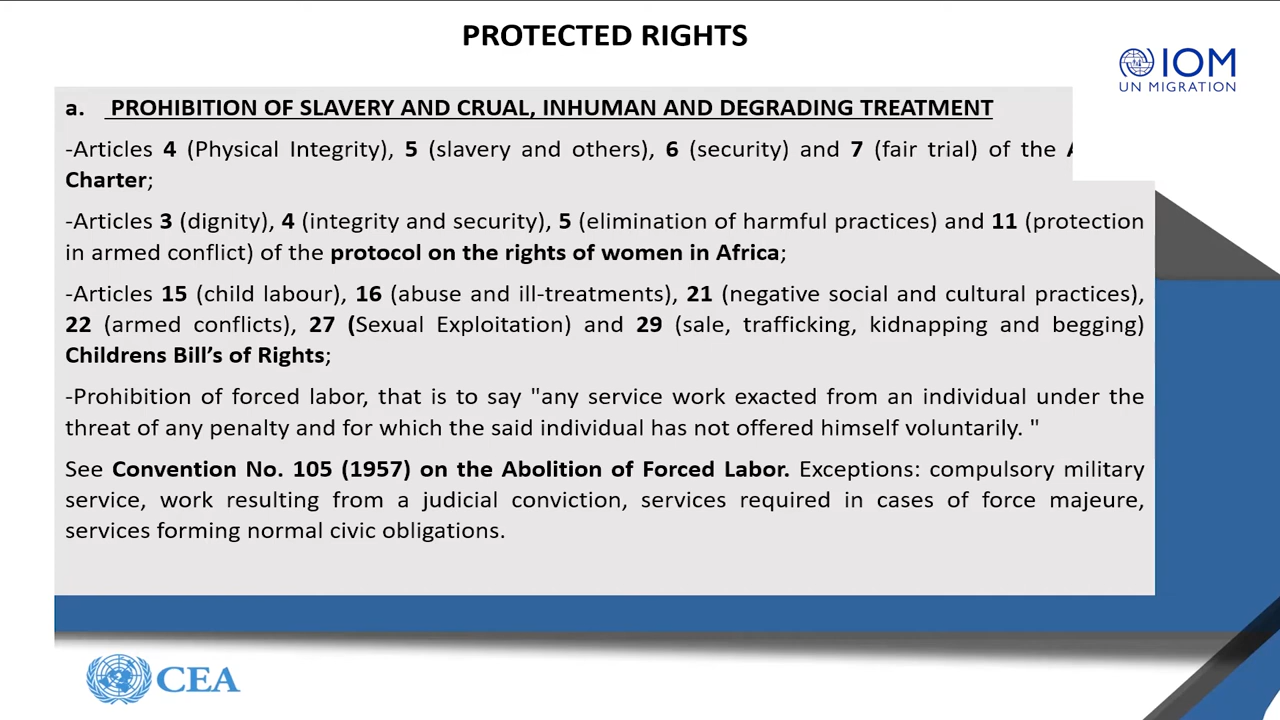 PROTECTED RIGHTS
IOM
UN MIGRATION
a. PROHIBITION OF SLAVERY AND CRUAL, INHUMAN AND DEGRADING TREATMENT
-Articles 4 (Physical Integrity), 5 (slavery and others), 6 (security) and 7 (fair trial) of the
Charter;
-Articles 3 (dignity), 4 (integrity and security), 5 (elimination of harmful practices) and 11 (protection
in armed conflict) of the protocol on the rights of women in Africa;
-Articles 15 (child labour), 16 (abuse and ill-treatments), 21 (negative social and cultural practices),
22 (armed conflicts), 27 (Sexual Exploitation) and 29 (sale, trafficking, kidnapping and begging)
Childrens Bill’s of Rights;
-Prohibition of forced labor, that is to say "any service work exacted from an individual under the
threat of any penalty and for which the said individual has not offered himself voluntarily. "
See Convention No. 105 (1957) on the Abolition of Forced Labor. Exceptions: compulsory military
service, work resulting from a judicial conviction, services required in cases of force majeure,
services forming normal civic obligations.
CEA